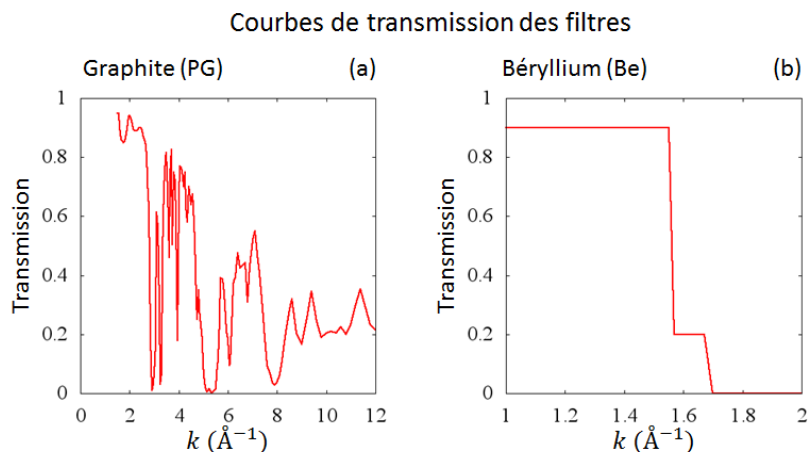 Courbes de transmission des filtres
Graphite (PG) (a)
Béryllium (Be) (b)
1
0.8
0.6
0.4
0.2
0
Transmission
0 2 4 6 8 10 12
k (Å⁻¹)
1
0.8
0.6
0.4
0.2
0
Transmission
1 1.2 1.4 1.6 1.8 2
k (Å⁻¹)